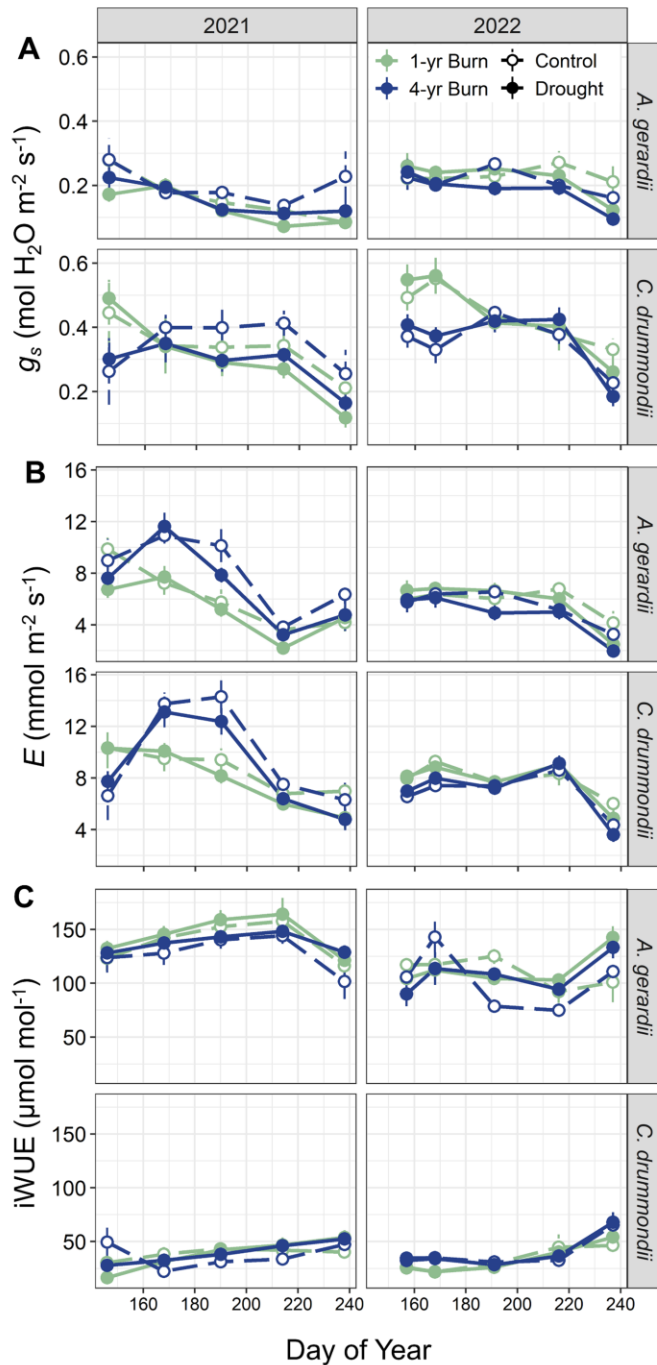 2021 2022
A
1-yr Burn Control
4-yr Burn Drought
0.6
0.4
0.2
A. gerardii
0.6
0.4
0.2
C. drummondii
gₛ (mol H₂O m⁻² s⁻¹)
B
16
12
8
4
A. gerardii
16
12
8
4
C. drummondii
E (mmol m⁻² s⁻¹)
C
150
100
50
A. gerardii
150
100
50
C. drummondii
iWUE (µmol mol⁻¹)
160 180 200 220 240 160 180 200 220 240
Day of Year